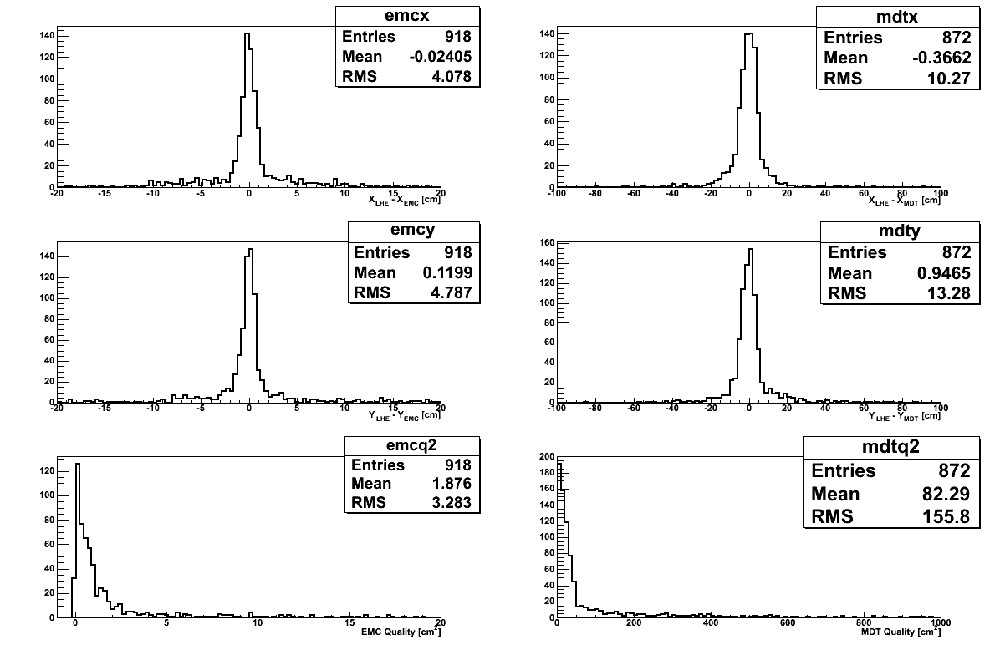 emcx
Entries 918
Mean -0.02405
RMS 4.078
140
120
100
80
60
40
20
0
-20 -15 -10 -5 0 5 10 15 20
X_LHE - X_EMC [cm]
mdtx
Entries 872
Mean -0.3662
RMS 10.27
140
120
100
80
60
40
20
0
-100 -80 -60 -40 -20 0 20 40 60 80 100
X_LHE - X_MDT [cm]
emcy
Entries 918
Mean 0.1199
RMS 4.787
140
120
100
80
60
40
20
0
-20 -15 -10 -5 0 5 10 15 20
Y_LHE - Y_EMC [cm]
mdty
Entries 872
Mean 0.9465
RMS 13.28
160
140
120
100
80
60
40
20
0
-100 -80 -60 -40 -20 0 20 40 60 80 100
Y_LHE - Y_MDT [cm]
emcq2
Entries 918
Mean 1.876
RMS 3.283
120
100
80
60
40
20
0
0 5 10 15 20
EMC Quality [cm²]
mdtq2
Entries 872
Mean 82.29
RMS 155.8
200
180
160
140
120
100
80
60
40
20
0
0 200 400 600 800 1000
MDT Quality [cm²]